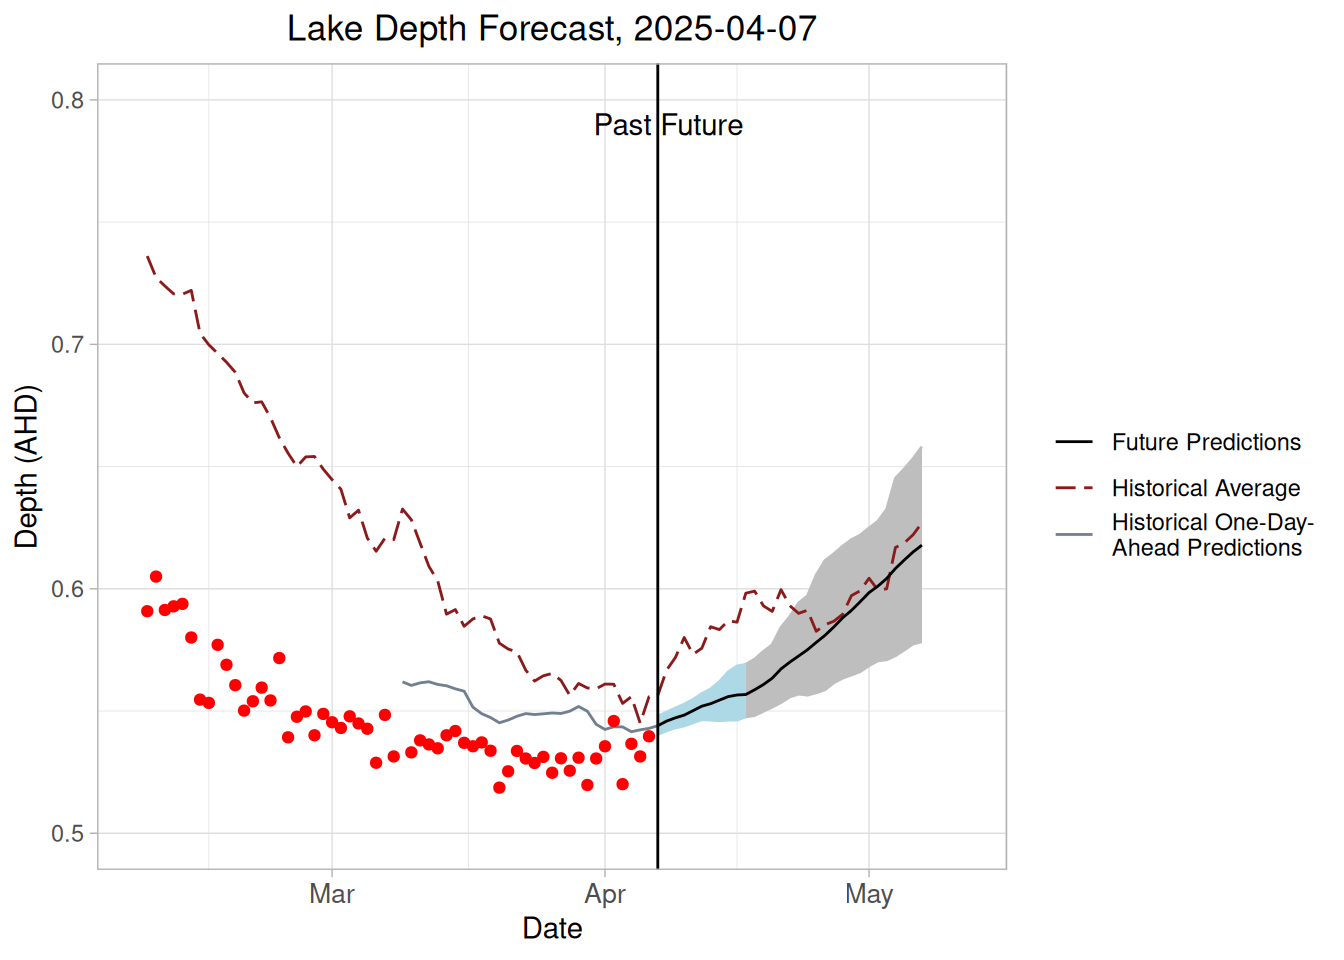 Lake Depth Forecast, 2025-04-07
0.8
Past Future
0.7
0.6
0.5
Depth (AHD)
Mar
Apr
May
Date
Future Predictions
Historical Average
Historical One-Day-
Ahead Predictions